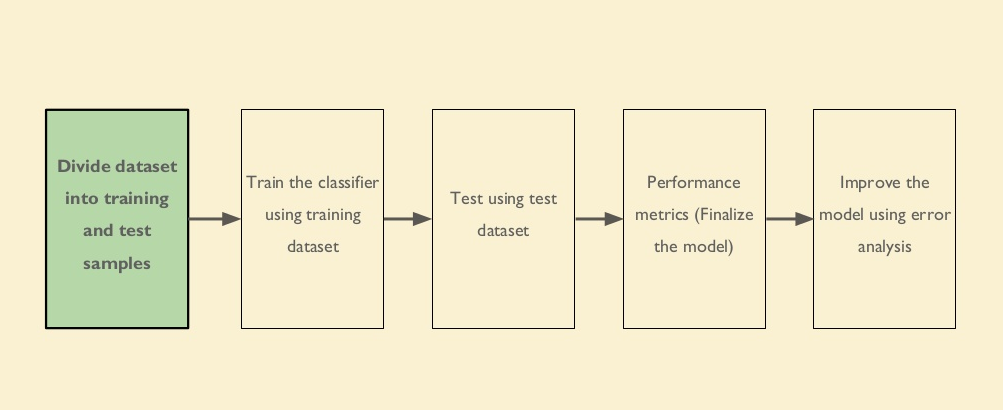 Divide dataset
into training
and test
samples
Train the classifier
using training
dataset
Test using test
dataset
Performance
metrics (Finalize
the model)
Improve the
model using error
analysis